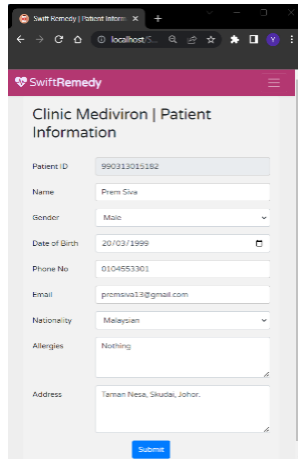 Swift Remedy | Patient Inform
localhost/S...
Y
SwiftRemedy
Clinic Mediviron | Patient
Information
Patient ID 990313015182
Name Prem Siva
Gender Male
Date of Birth 20/03/1999
Phone No 0104553301
Email premsiva13@gmail.com
Nationality Malaysian
Allergies Nothing
Address Taman Nesa, Skudai, Johor.
Submit